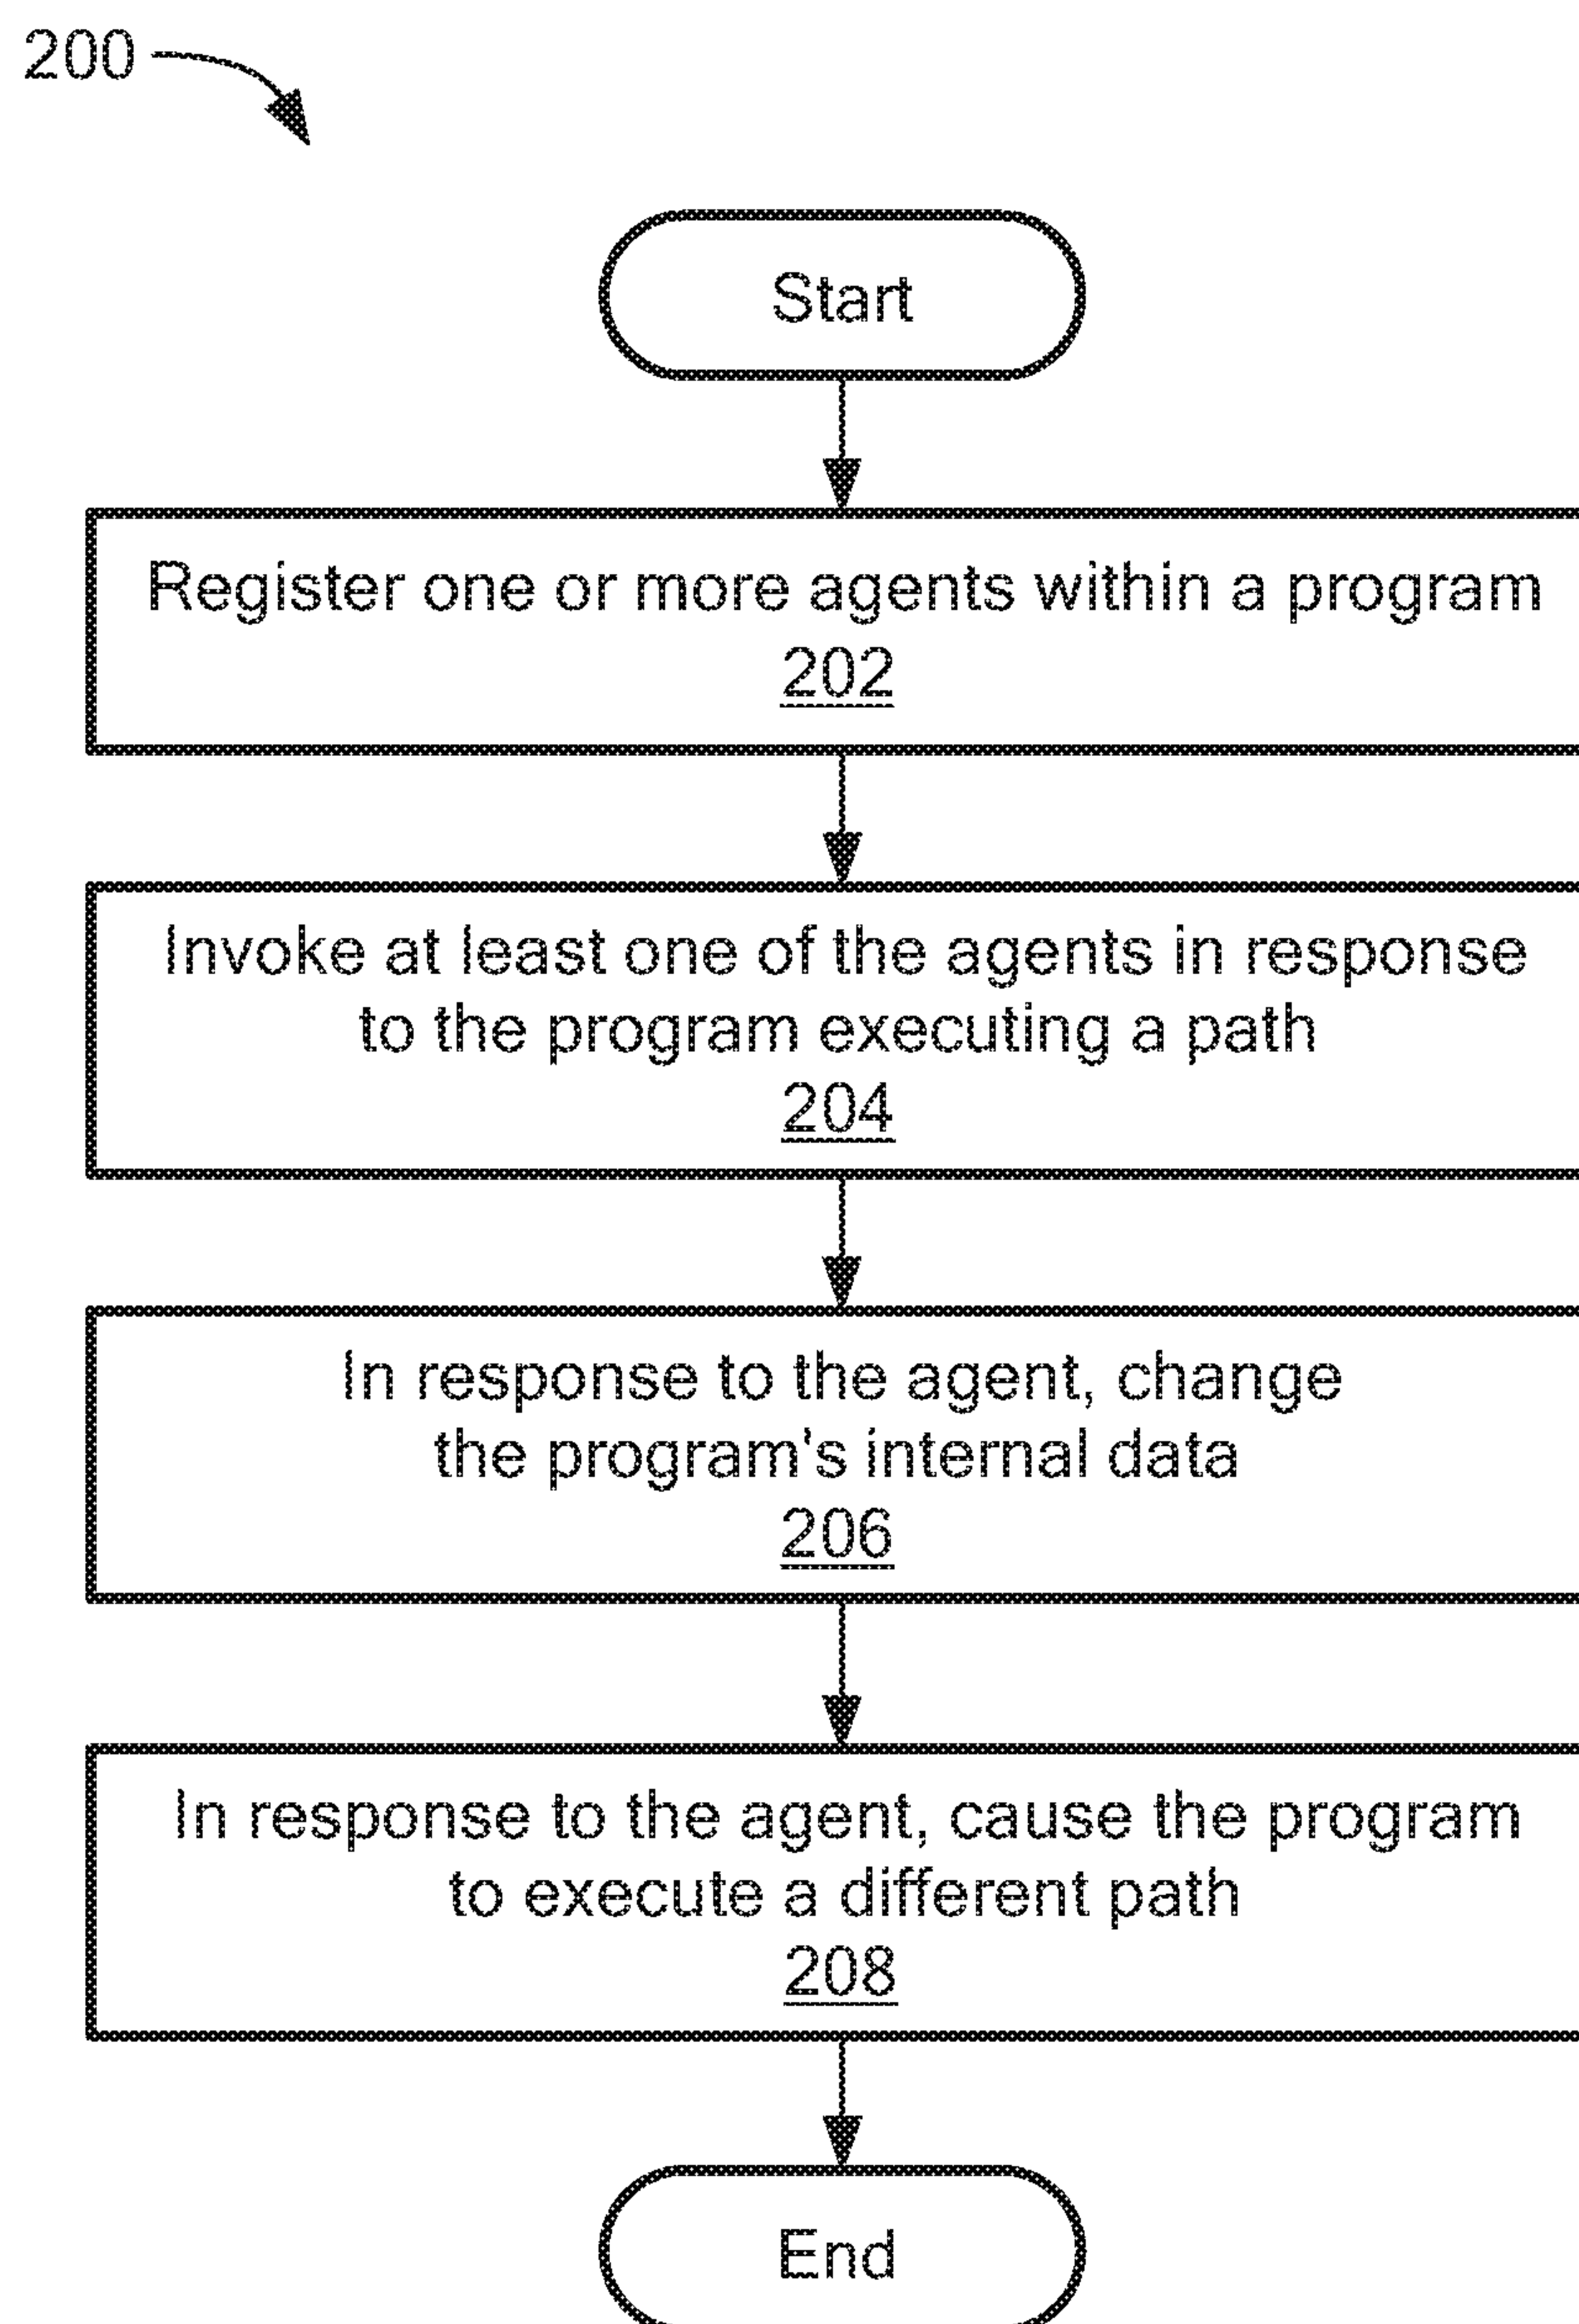 200
Start
Register one or more agents within a program
202
Invoke at least one of the agents in response
to the program executing a path
204
In response to the agent, change
the program's internal data
206
In response to the agent, cause the program
to execute a different path
208
End